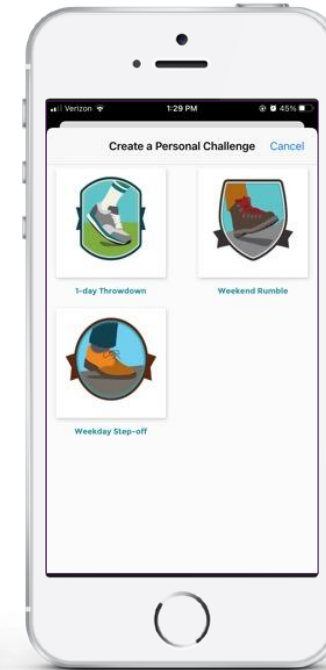 Verizon 1:29 PM 45%
Create a Personal Challenge Cancel
1-day Throwdown Weekend Rumble
Weekday Step-off